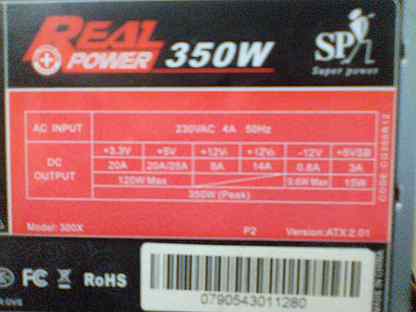 REAL POWER 350W
SP
Super power
AC INPUT 230VAC 4A 50Hz
DC OUTPUT +3.3V +5V +12V1 +12V2 -12V +5VSB
20A 20A/25A 8A 14A 0.8A 3A
120W Max 9.6W Max 15W
350W (Peak)
CODE: CG350R12
Model: 300X P2 Version:ATX 2.01
FC RoHS
0790543011280